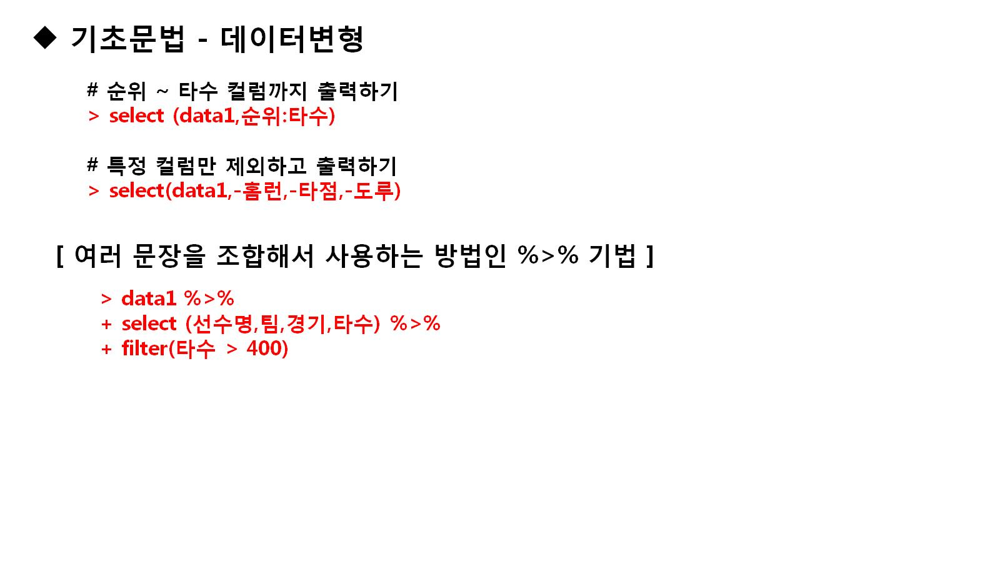 ◆ 기초문법 - 데이터변형
# 순위 ~ 타수 컬럼까지 출력하기
> select (data1,순위:타수)
# 특정 컬럼만 제외하고 출력하기
> select(data1,-홈런,-타점,-도루)
[ 여러 문장을 조합해서 사용하는 방법인 %>% 기법 ]
> data1 %>%
+ select (선수명,팀,경기,타수) %>%
+ filter(타수 > 400)